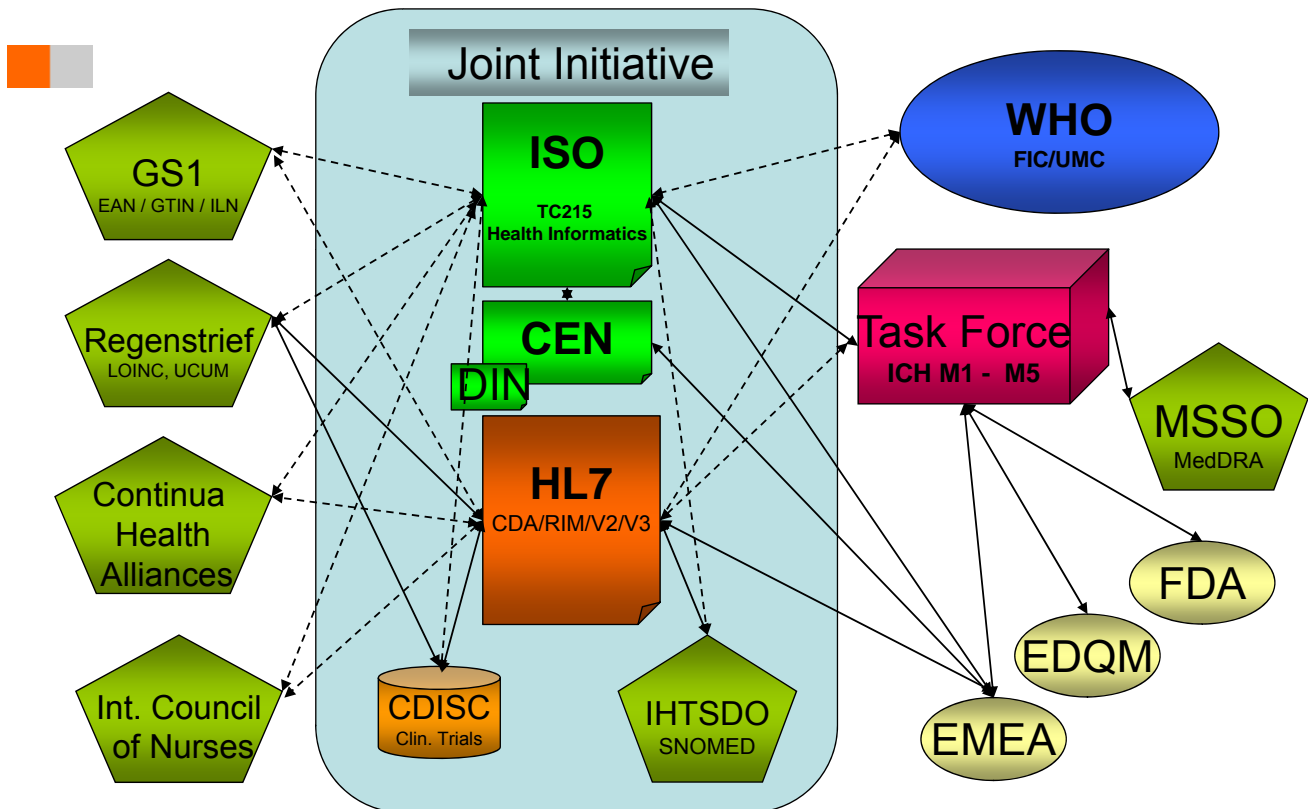 Joint Initiative
ISO
TC215
Health Informatics
CEN
DIN
HL7
CDA/RIM/V2/V3
CDISC
Clin. Trials
IHTSDO
SNOMED
GS1
EAN / GTIN / ILN
Regenstrief
LOINC, UCUM
Continua
Health
Alliances
Int. Council
of Nurses
WHO
FIC/UMC
Task Force
ICH M1 - M5
MSSO
MedDRA
FDA
EDQM
EMEA